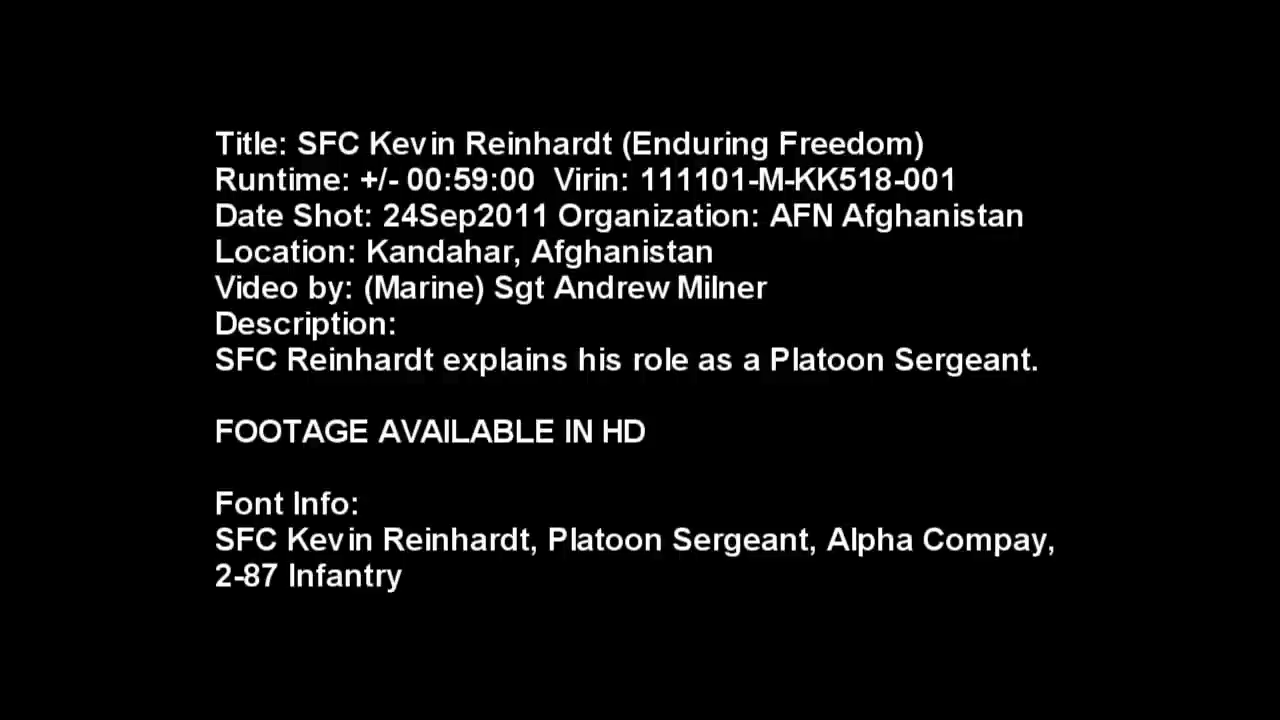 Title: SFC Kevin Reinhardt (Enduring Freedom)
Runtime: +/- 00:59:00  Virin: 111101-M-KK518-001
Date Shot: 24Sep2011 Organization: AFN Afghanistan
Location: Kandahar, Afghanistan
Video by: (Marine) Sgt Andrew Milner
Description:
SFC Reinhardt explains his role as a Platoon Sergeant.
FOOTAGE AVAILABLE IN HD
Font Info:
SFC Kevin Reinhardt, Platoon Sergeant, Alpha Compay,
2-87 Infantry